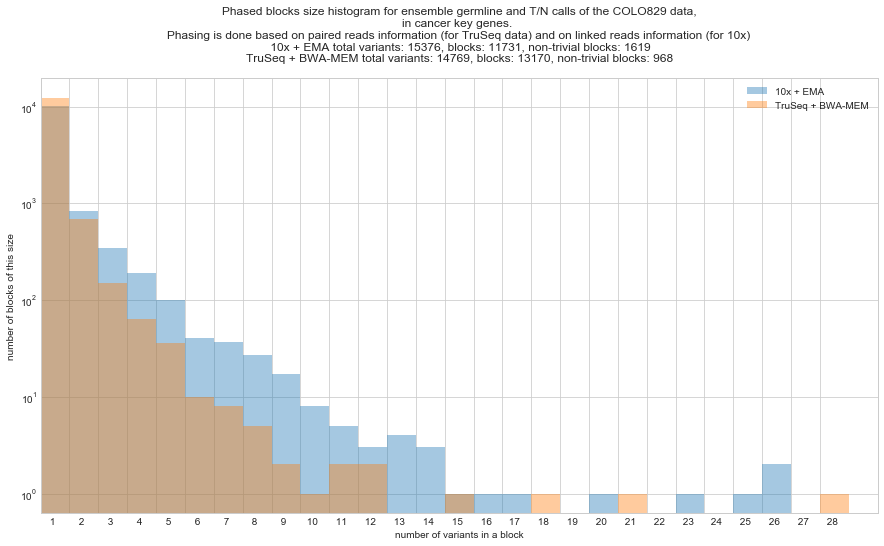 Phased blocks size histogram for ensemble germline and T/N calls of the COLO829 data,
in cancer key genes.
Phasing is done based on paired reads information (for TruSeq data) and on linked reads information (for 10x)
10x + EMA total variants: 15376, blocks: 11731, non-trivial blocks: 1619
TruSeq + BWA-MEM total variants: 14769, blocks: 13170, non-trivial blocks: 968
10x + EMA
TruSeq + BWA-MEM
number of blocks of this size
10⁴
10³
10²
10¹
10⁰
1 2 3 4 5 6 7 8 9 10 11 12 13 14 15 16 17 18 19 20 21 22 23 24 25 26 27 28
number of variants in a block